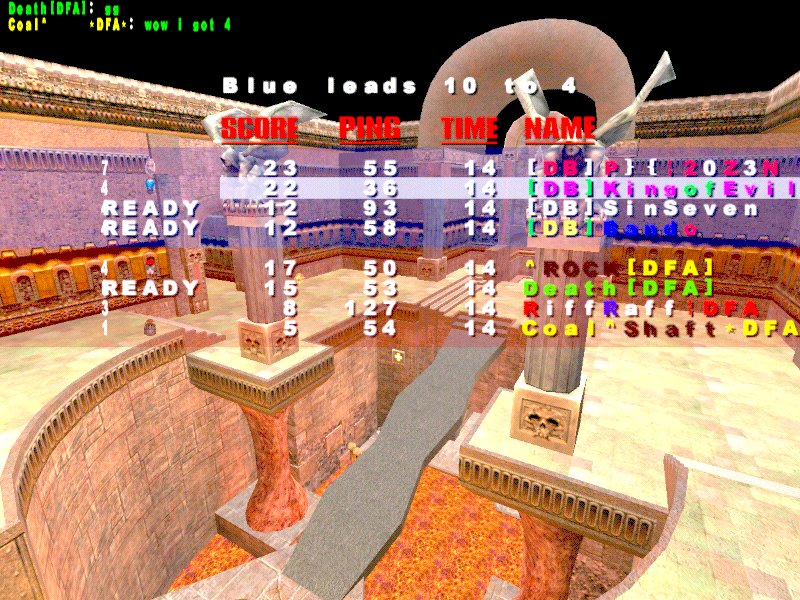 Death[DFA]: gg
Coal^ *DFA*: wow i got 4
Blue leads 10 to 4
SCORE PING TIME NAME
7 23 55 14 [DB]P}{i20Z3N
4 22 36 14 [DB]KingofEvil
READY 12 93 14 [DB]SinSeven
READY 12 58 14 [DB]Bando
4 17 50 14 ^ROCK[DFA]
READY 15 53 14 Death[DFA]
3 8 127 14 RiffRaff¡DFA
1 5 54 14 Coal^Shaft*DFA